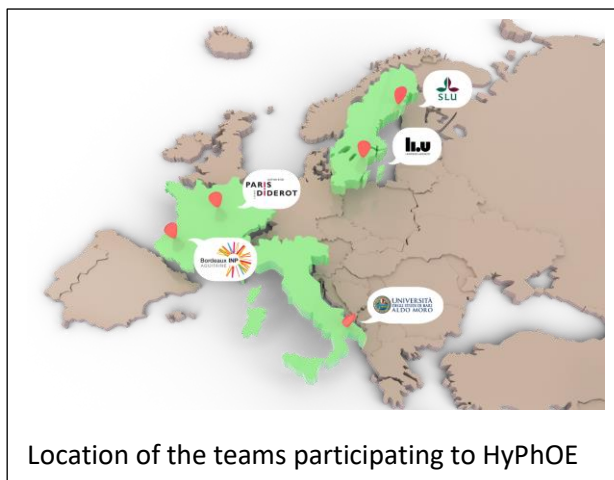 SLU
li.u
PARIS
DIDEROT
Bordeaux INP
AQUITAINE
UNIVERSITÀ
DEGLI STUDI DI BARI
ALDO MORO
Location of the teams participating to HyPhOE